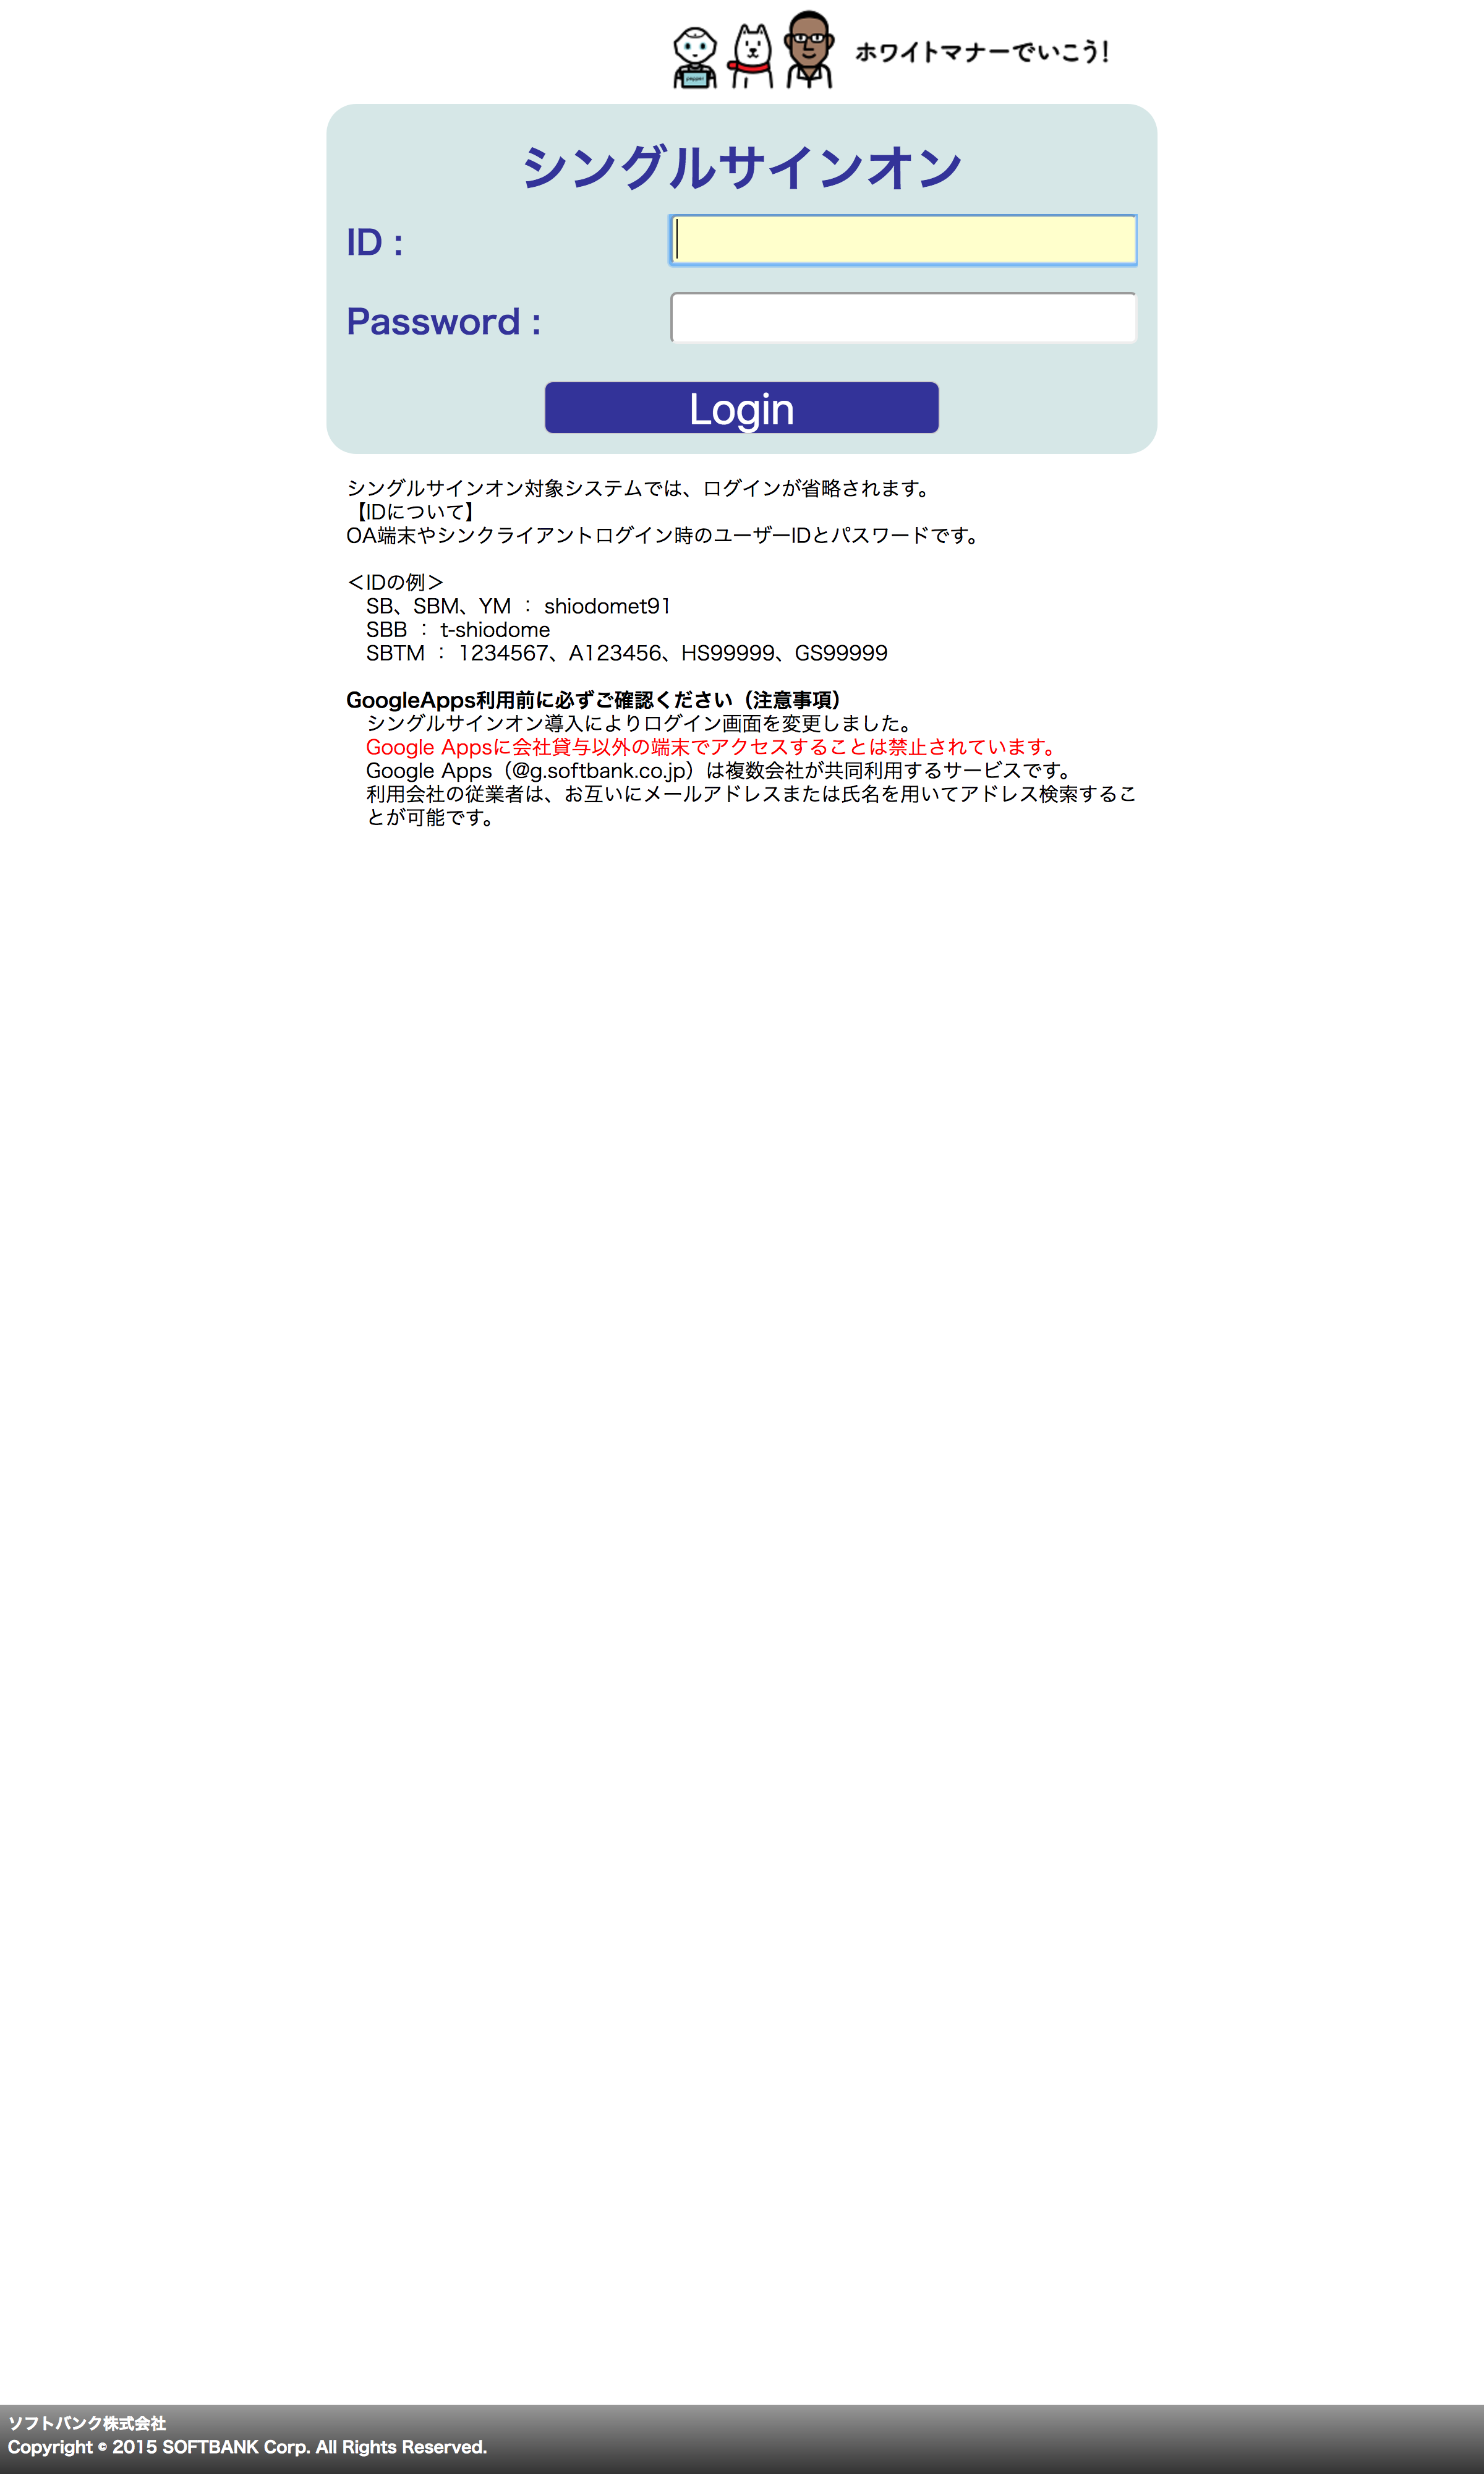 ホワイトマナーでいこう!
シングルサインオン
ID :
Password :
Login
シングルサインオン対象システムでは、ログインが省略されます。
【IDについて】
OA端末やシンクライアントログイン時のユーザーIDとパスワードです。
＜IDの例＞
SB、SBM、YM ： shiodomet91
SBB ： t-shiodome
SBTM ： 1234567、A123456、HS99999、GS99999
GoogleApps利用前に必ずご確認ください（注意事項）
シングルサインオン導入によりログイン画面を変更しました。
Google Appsに会社貸与以外の端末でアクセスすることは禁止されています。
Google Apps（@g.softbank.co.jp）は複数会社が共同利用するサービスです。
利用会社の従業者は、お互いにメールアドレスまたは氏名を用いてアドレス検索するこ
とが可能です。
ソフトバンク株式会社
Copyright © 2015 SOFTBANK Corp. All Rights Reserved.